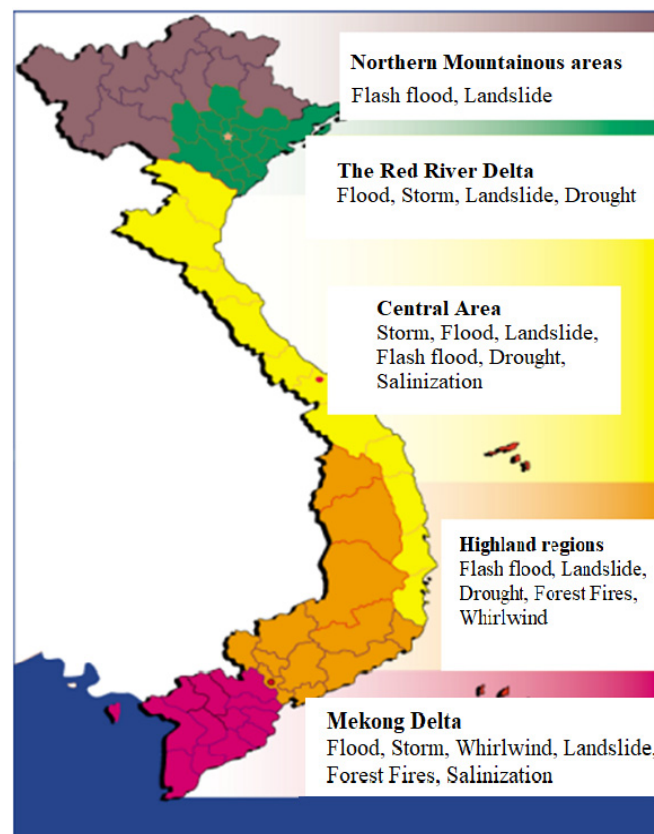 Northern Mountainous areas
Flash flood, Landslide
The Red River Delta
Flood, Storm, Landslide, Drought
Central Area
Storm, Flood, Landslide,
Flash flood, Drought,
Salinization
Highland regions
Flash flood, Landslide,
Drought, Forest Fires,
Whirlwind
Mekong Delta
Flood, Storm, Whirlwind, Landslide,
Forest Fires, Salinization